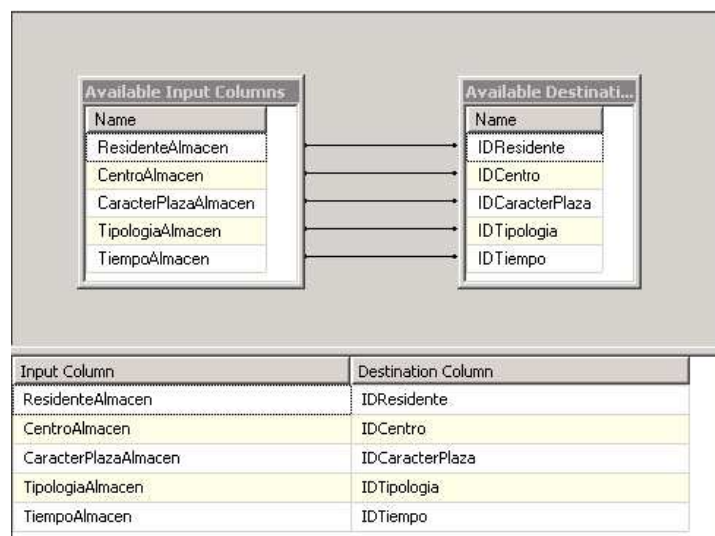 Available Input Columns
Name
ResidenteAlmacen
CentroAlmacen
CaracterPlazaAlmacen
TipologiaAlmacen
TiempoAlmacen
Available Destinati...
Name
IDResidente
IDCentro
IDCaracterPlaza
IDTipologia
IDTiempo
Input Column Destination Column
ResidenteAlmacen IDResidente
CentroAlmacen IDCentro
CaracterPlazaAlmacen IDCaracterPlaza
TipologiaAlmacen IDTipologia
TiempoAlmacen IDTiempo